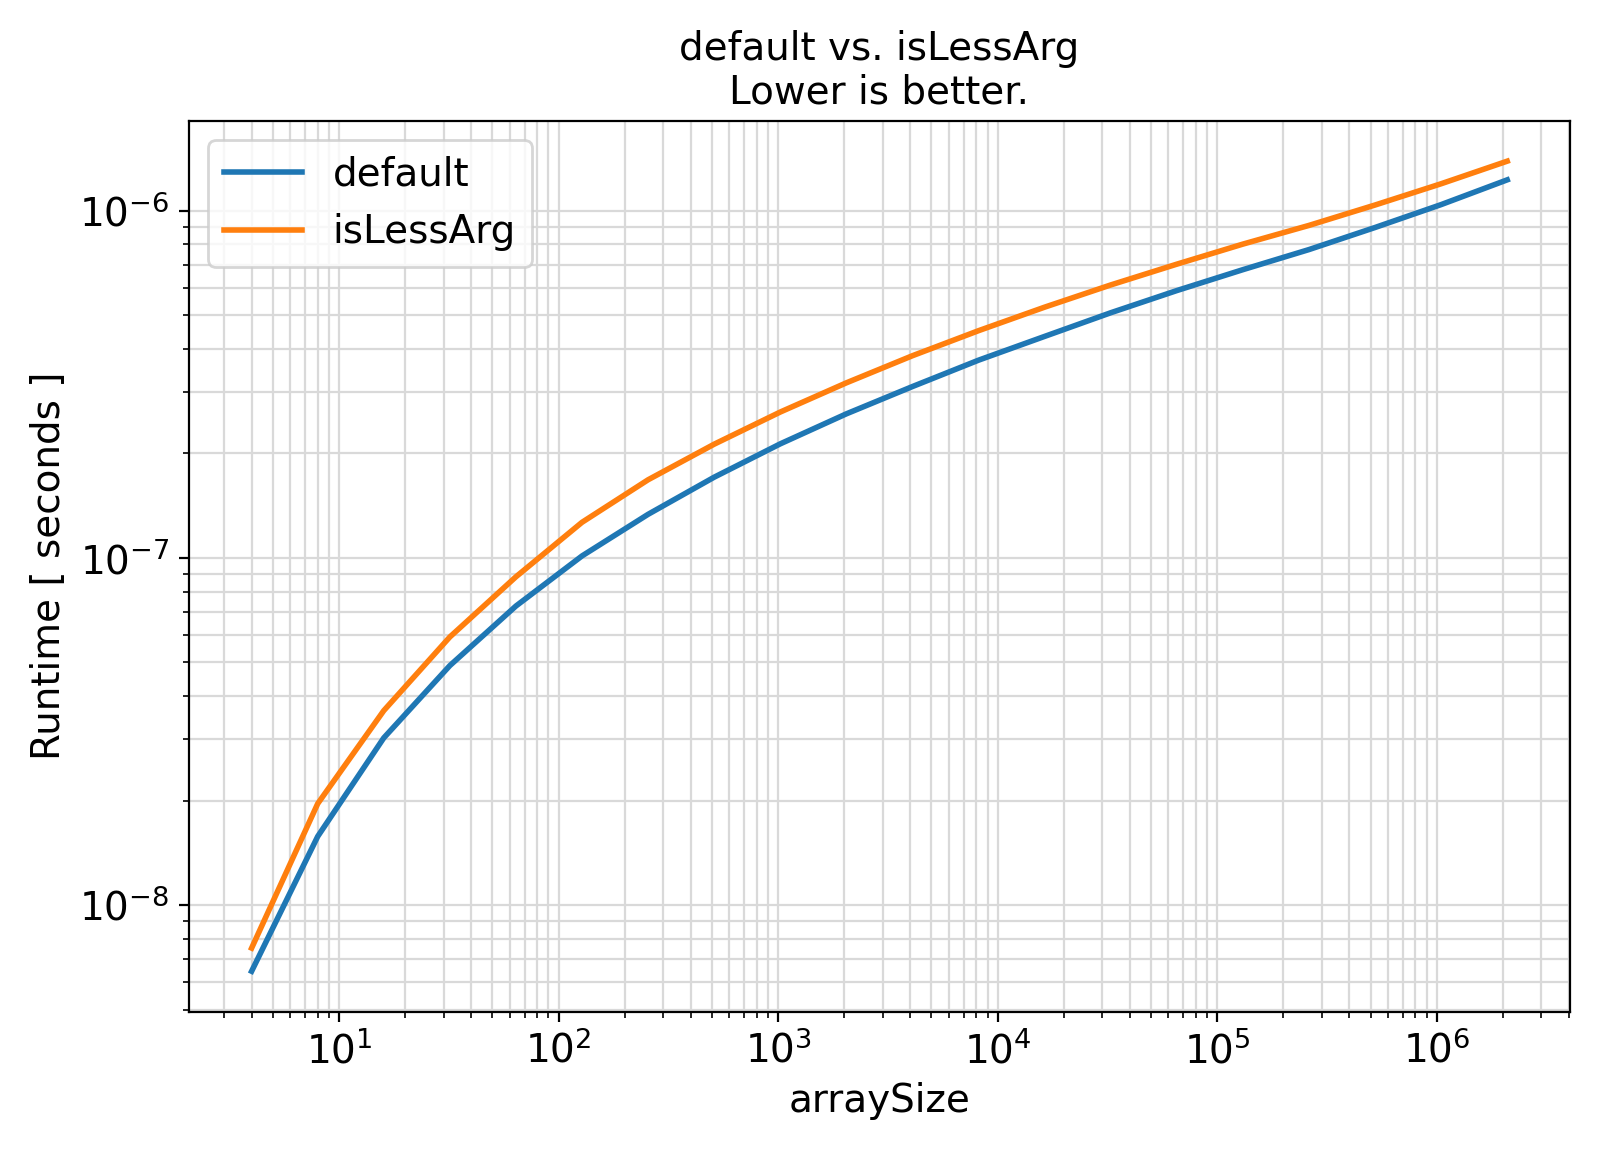 default vs. isLessArg
Lower is better.
default
isLessArg
Runtime [ seconds ]
10⁻⁶
10⁻⁷
10⁻⁸
10¹ 10² 10³ 10⁴ 10⁵ 10⁶
arraySize